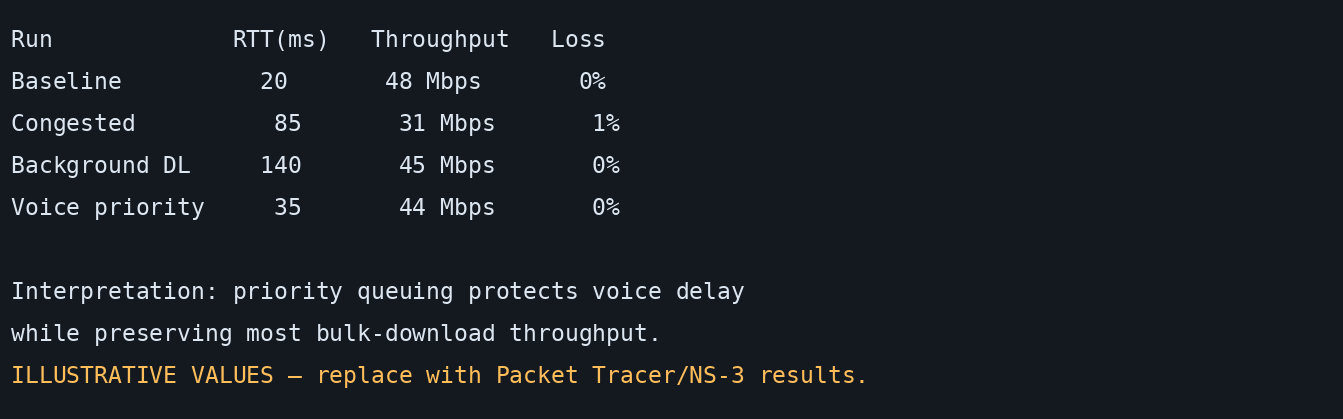 Run             RTT(ms)   Throughput   Loss
Baseline          20       48 Mbps       0%
Congested          85       31 Mbps       1%
Background DL     140       45 Mbps       0%
Voice priority     35       44 Mbps       0%
Interpretation: priority queuing protects voice delay
while preserving most bulk-download throughput.
ILLUSTRATIVE VALUES — replace with Packet Tracer/NS-3 results.